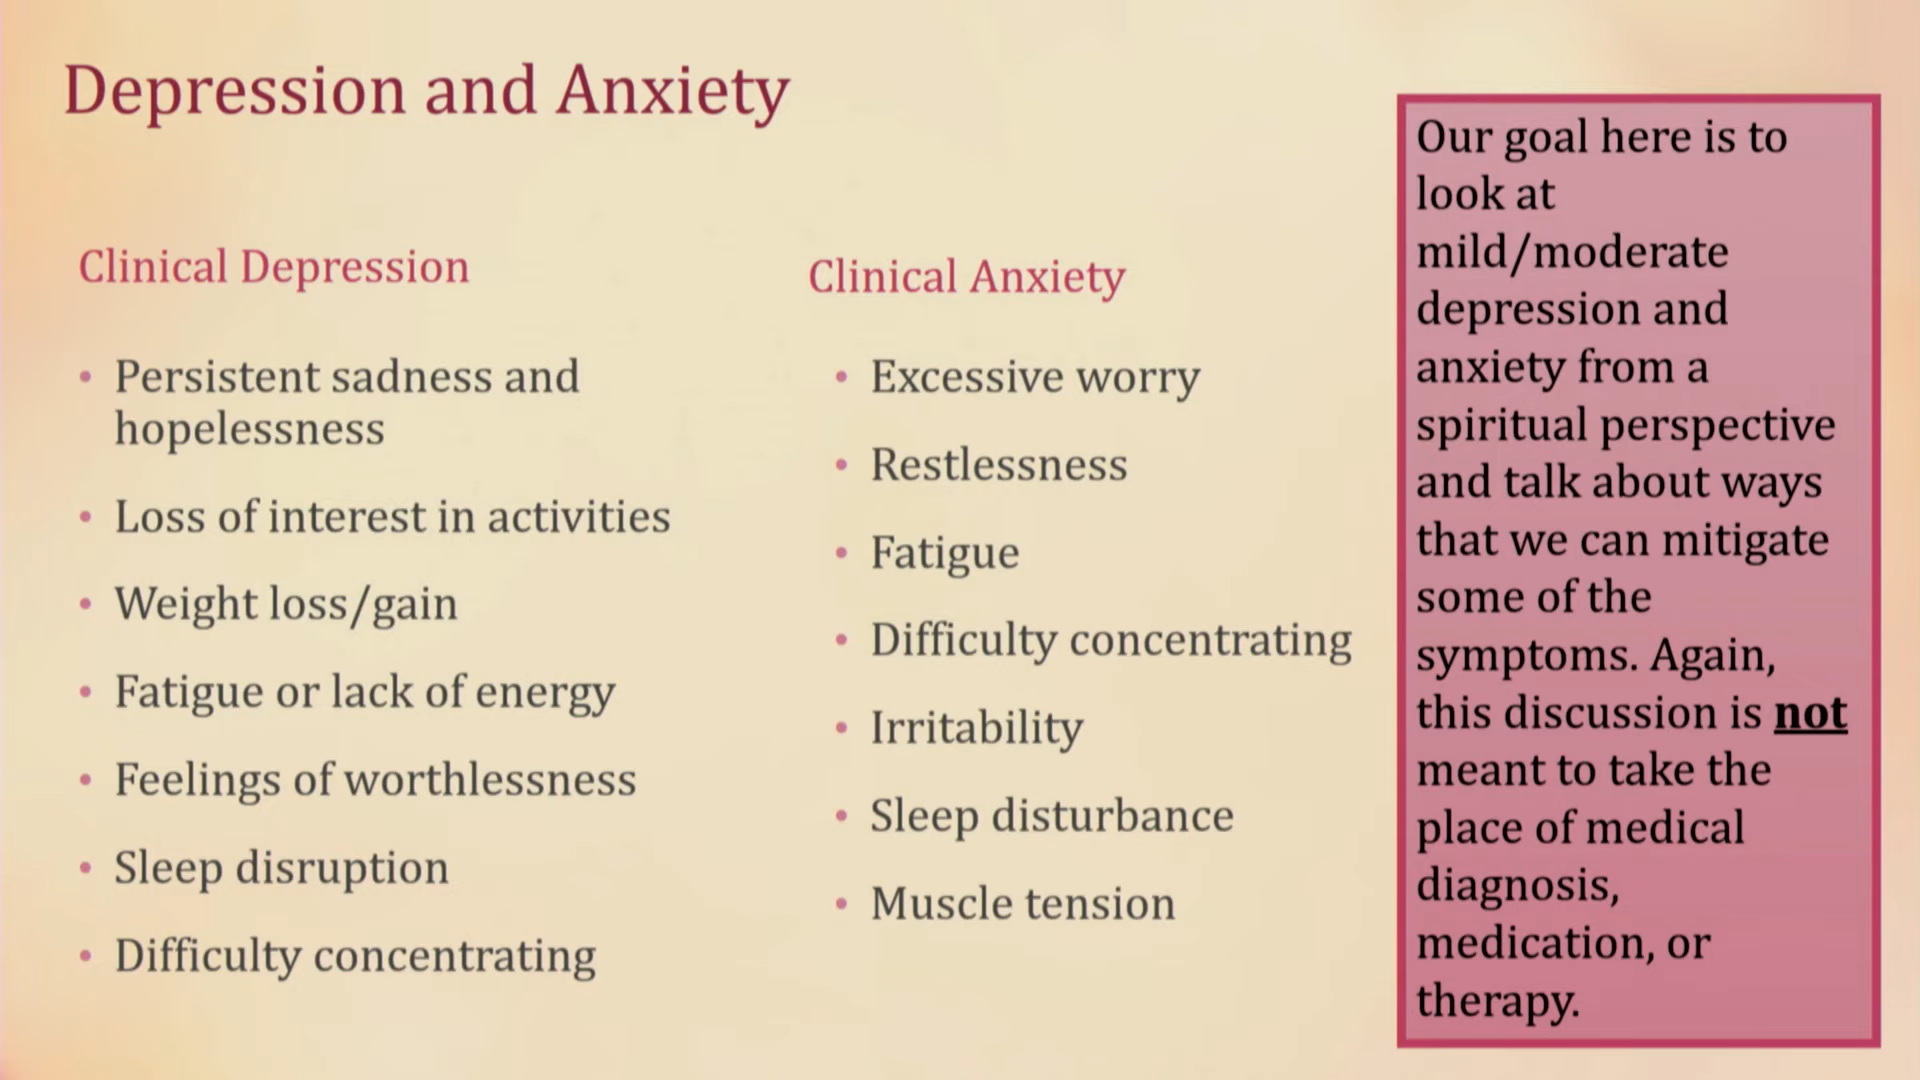 Depression and Anxiety
Clinical Depression
• Persistent sadness and
hopelessness
• Loss of interest in activities
• Weight loss/gain
• Fatigue or lack of energy
• Feelings of worthlessness
• Sleep disruption
• Difficulty concentrating
Clinical Anxiety
• Excessive worry
• Restlessness
• Fatigue
• Difficulty concentrating
• Irritability
• Sleep disturbance
• Muscle tension
Our goal here is to
look at
mild/moderate
depression and
anxiety from a
spiritual perspective
and talk about ways
that we can mitigate
some of the
symptoms. Again,
this discussion is not
meant to take the
place of medical
diagnosis,
medication, or
therapy.